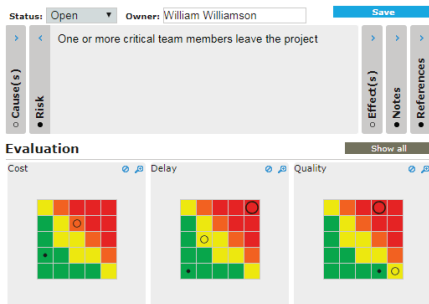 Status: Open Owner: William Williamson Save
Cause(s)
Risk
One or more critical team members leave the project
Effect(s)
Notes
References
Evaluation Show all
Cost Delay Quality